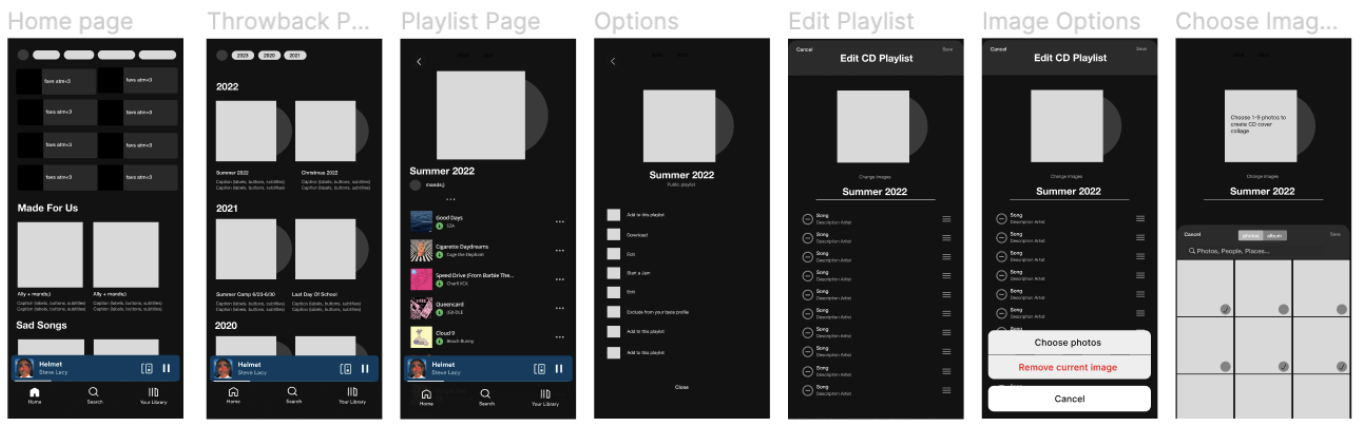 Home page
favs atm<3
favs atm<3
favs atm<3
favs atm<3
favs atm<3
favs atm<3
favs atm<3
favs atm<3
Made For Us
Ally + mands;)
Ally + mands;)
Caption (labels, buttons, subtitles)
Caption (labels, buttons, subtitles)
Caption (labels, buttons, subtitles)
Caption (labels, buttons, subtitles)
Sad Songs
Helmet
Steve Lacy
Home
Search
Your Library
Throwback P...
2023
2020
2021
2022
Summer 2022
Christmas 2022
Caption (labels, buttons, subtitles)
Caption (labels, buttons, subtitles)
Caption (labels, buttons, subtitles)
Caption (labels, buttons, subtitles)
2021
Summer Camp 6/23-6/30
Last Day Of School
Caption (labels, buttons, subtitles)
Caption (labels, buttons, subtitles)
Caption (labels, buttons, subtitles)
Caption (labels, buttons, subtitles)
2020
Helmet
Steve Lacy
Home
Search
Your Library
Playlist Page
Summer 2022
mands;)
Good Days
SZA
Cigarette Daydreams
Cage the Elephant
Speed Drive (From Barbie The...
Charli XCX
Queencard
(G)I-DLE
Cloud 9
Beach Bunny
Helmet
Steve Lacy
Home
Search
Your Library
Options
Summer 2022
Public playlist
Add to this playlist
Download
Edit
Start a Jam
Edit
Exclude from your taste profile
Add to this playlist
Add to this playlist
Close
Edit Playlist
Cancel
Save
Edit CD Playlist
Change Images
Summer 2022
Song
Description Artist
Song
Description Artist
Song
Description Artist
Song
Description Artist
Song
Description Artist
Song
Description Artist
Song
Description Artist
Song
Description Artist
Song
Description Artist
Song
Description Artist
Image Options
Cancel
Save
Edit CD Playlist
Change Images
Summer 2022
Song
Description Artist
Song
Description Artist
Song
Description Artist
Song
Description Artist
Song
Description Artist
Song
Description Artist
Choose photos
Remove current image
Cancel
Choose Imag...
Choose 1-9 photos to
create CD cover
collage
Change Images
Summer 2022
Cancel
photos
album
Save
Photos, People, Places...